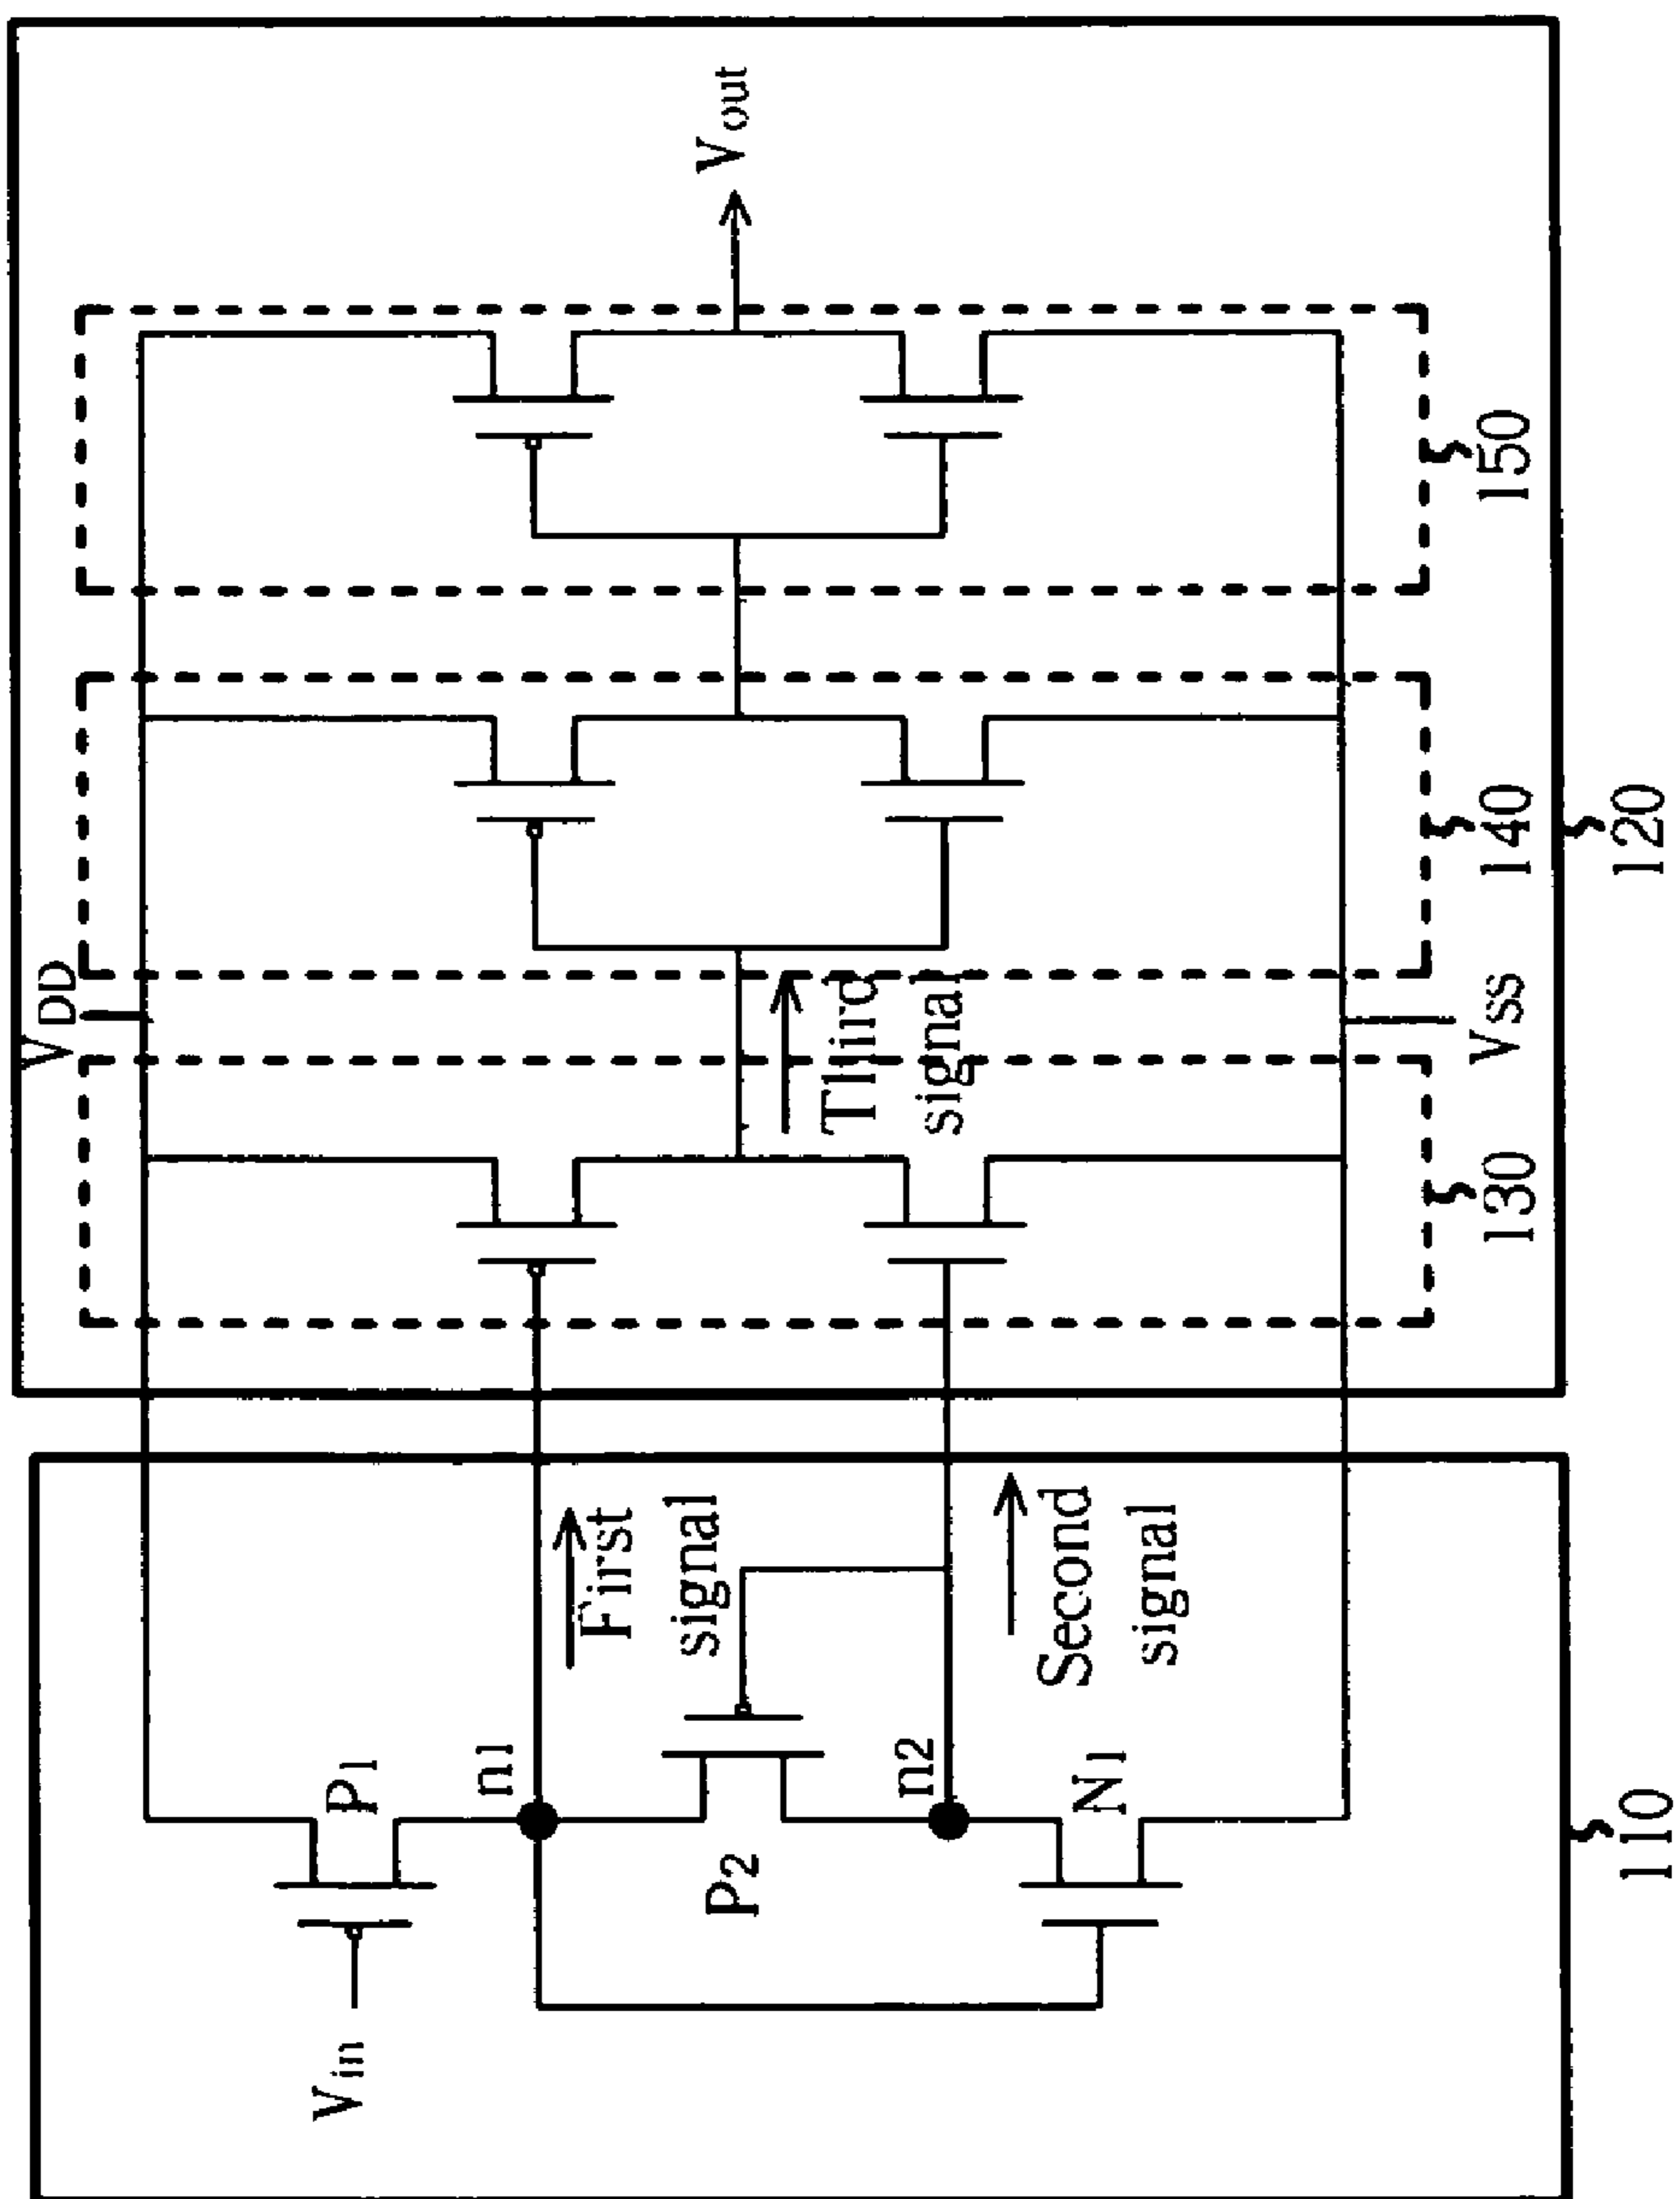 VDD
Vin
P1
n1
P2
n2
N1
First
signal
Second
signal
Third
signal
Vout
VSS
110
120
130
140
150